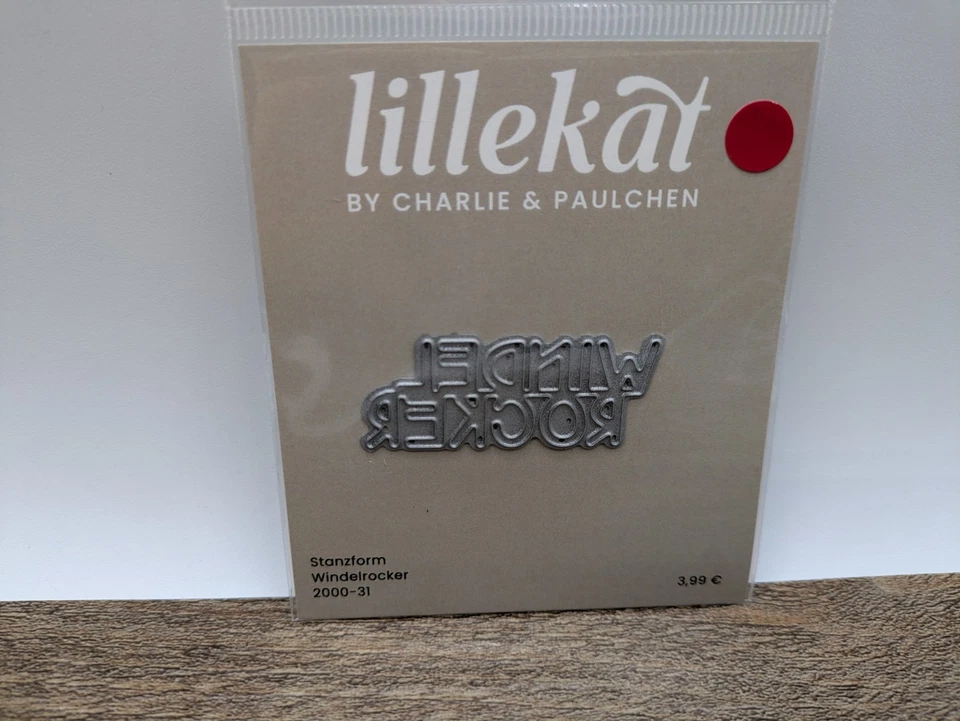 lillekat
BY CHARLIE & PAULCHEN
WINDEL
ROCKER
Stanzform
Windelrocker
2000-31
3,99 €